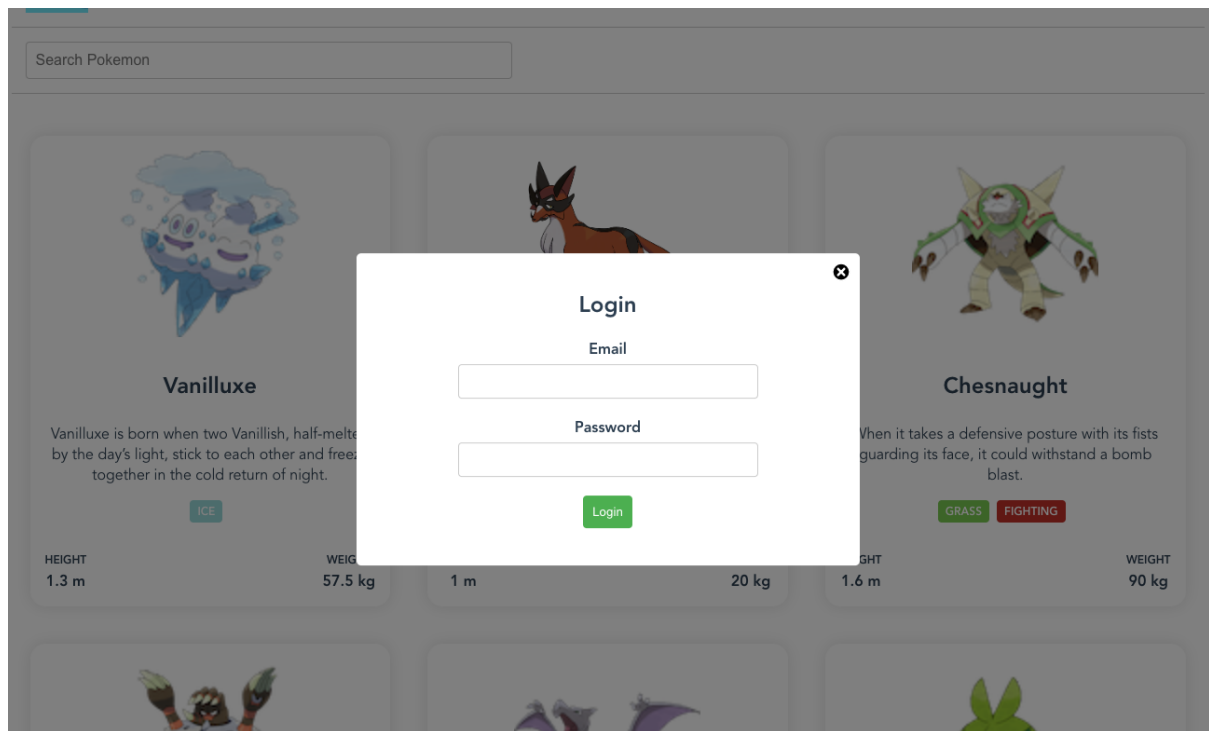 Search Pokemon
Login
Email
Password
Login
Vanilluxe
Vanilluxe is born when two Vanillish, half-melte
by the day's light, stick to each other and freez
together in the cold return of night.
ICE
HEIGHT
WEIG
1.3 m
57.5 kg
1 m
20 kg
Chesnaught
When it takes a defensive posture with its fists
guarding its face, it could withstand a bomb
blast.
GRASS FIGHTING
GHT
WEIGHT
1.6 m
90 kg